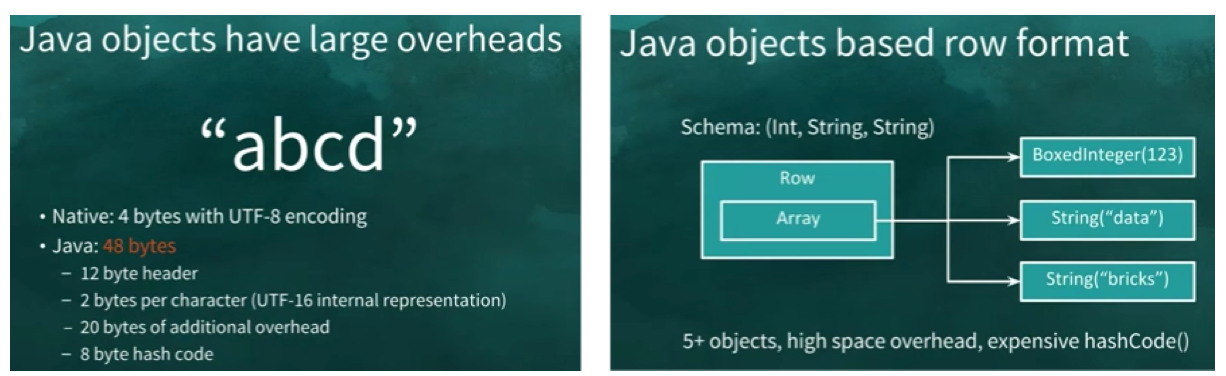 Java objects have large overheads
“abcd”
• Native: 4 bytes with UTF-8 encoding
• Java: 48 bytes
– 12 byte header
– 2 bytes per character (UTF-16 internal representation)
– 20 bytes of additional overhead
– 8 byte hash code
Java objects based row format
Schema: (Int, String, String)
Row
Array
BoxedInteger(123)
String(“data”)
String(“bricks”)
5+ objects, high space overhead, expensive hashCode()